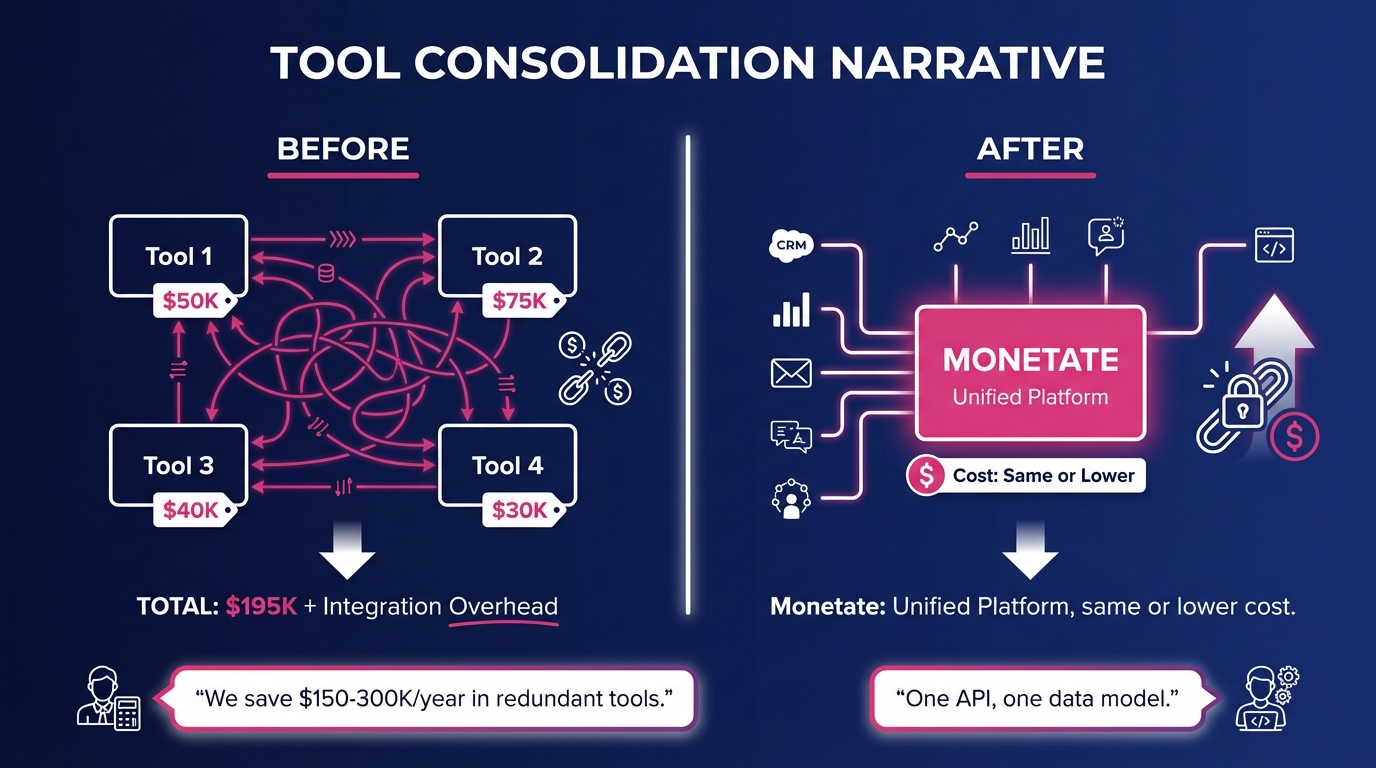 TOOL CONSOLIDATION NARRATIVE
BEFORE
Tool 1
$50K
Tool 2
$75K
$
$
Tool 3
$40K
Tool 4
$30K
TOTAL: $195K + Integration Overhead
“We save $150-300K/year in redundant tools.”
AFTER
CRM
</>
MONETATE
Unified Platform
A
$
$ Cost: Same or Lower
Monetate: Unified Platform, same or lower cost.
“One API, one data model.”
</>